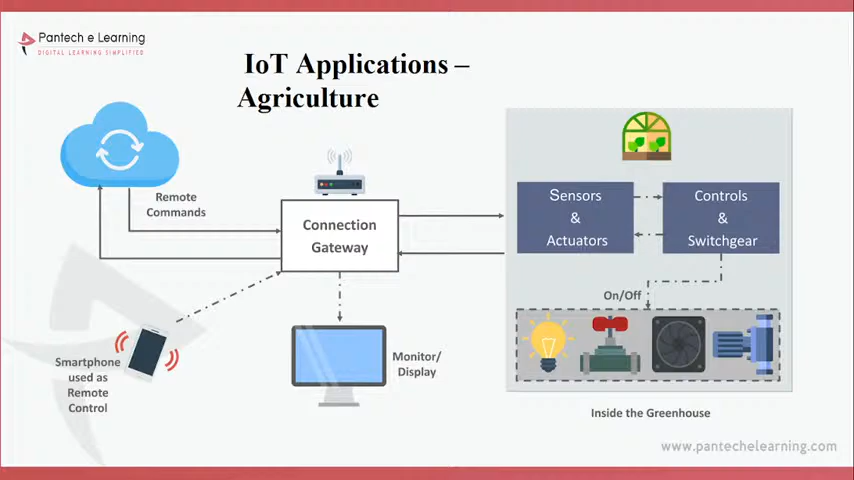 Pantech e Learning
DIGITAL LEARNING SIMPLIFIED
IoT Applications –
Agriculture
Remote
Commands
Connection
Gateway
Sensors
&
Actuators
Controls
&
Switchgear
On/Off
Smartphone
used as
Remote
Control
Monitor/
Display
Inside the Greenhouse
www.pantechelearning.com